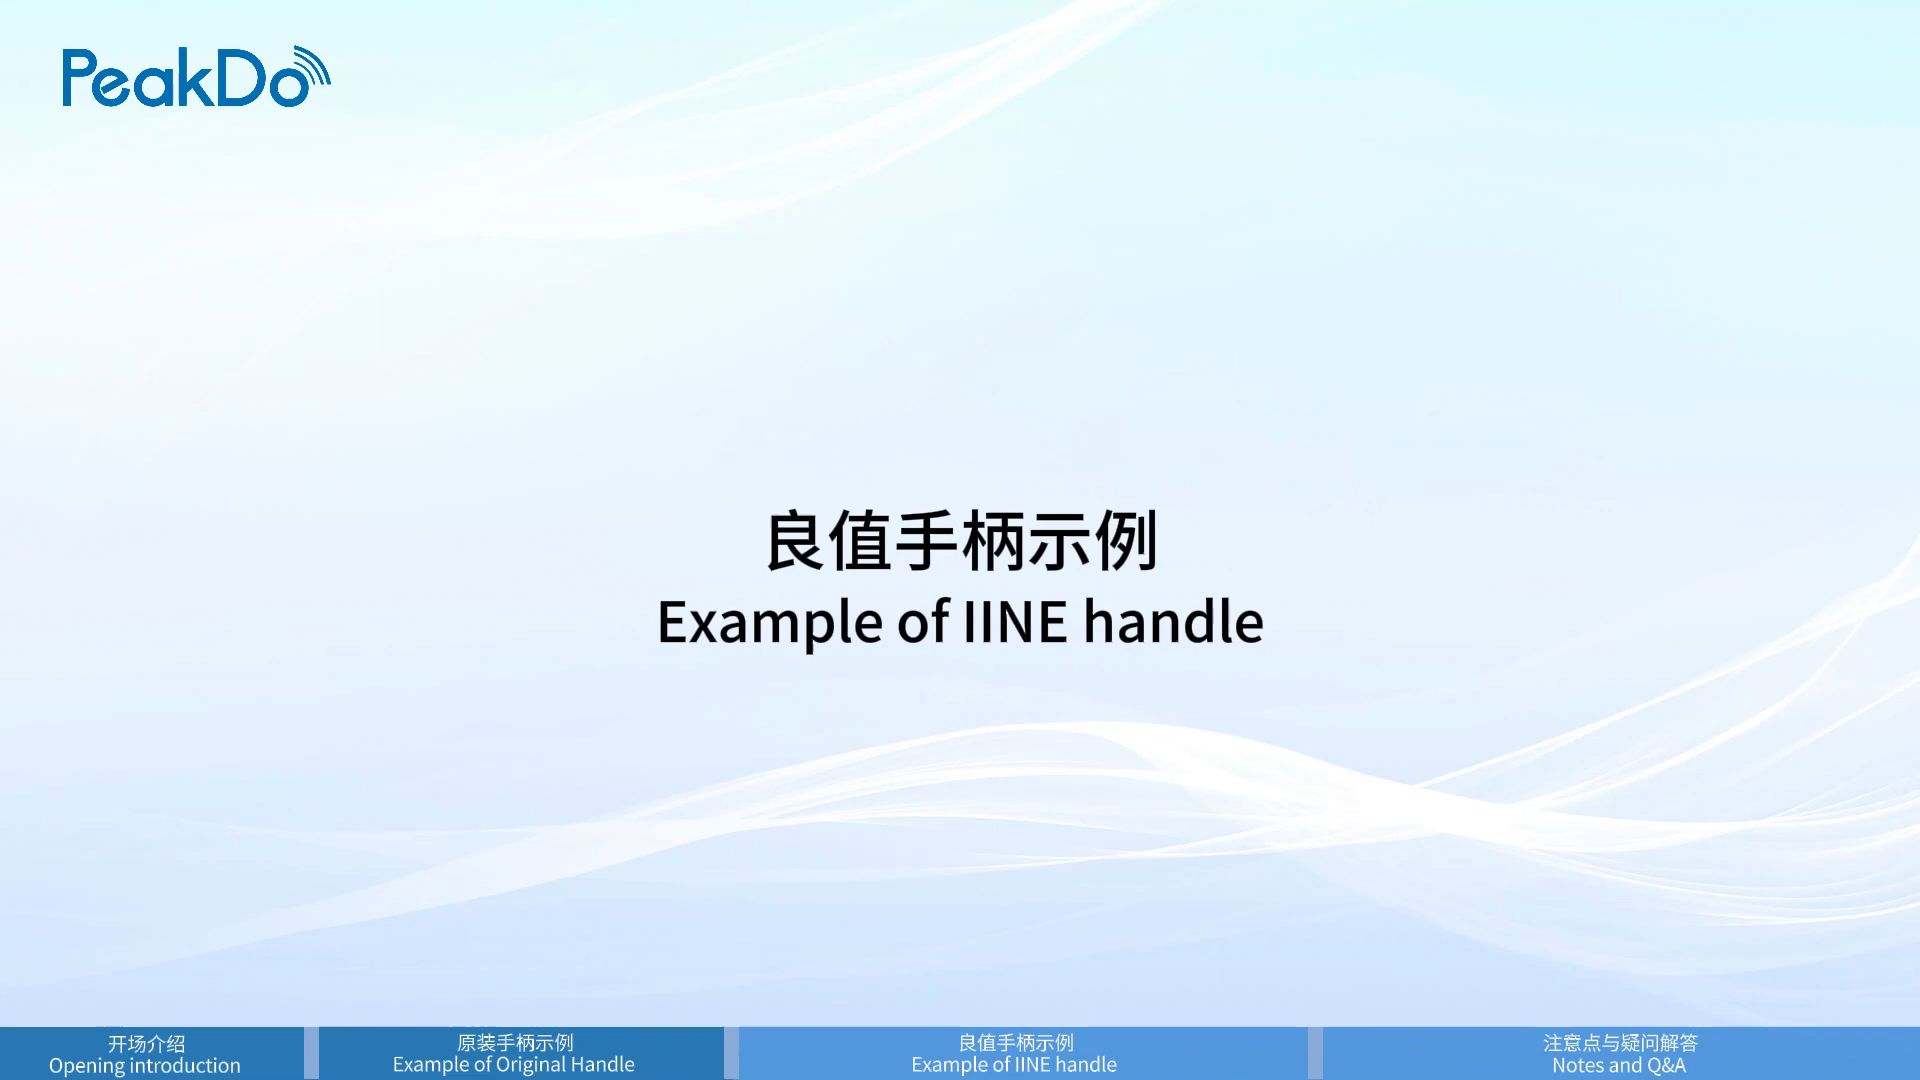 PeakDo
良值手柄示例
Example of IINE handle
开场介绍
Opening introduction
原装手柄示例
Example of Original Handle
良值手柄示例
Example of IINE handle
注意点与疑问解答
Notes and Q&A